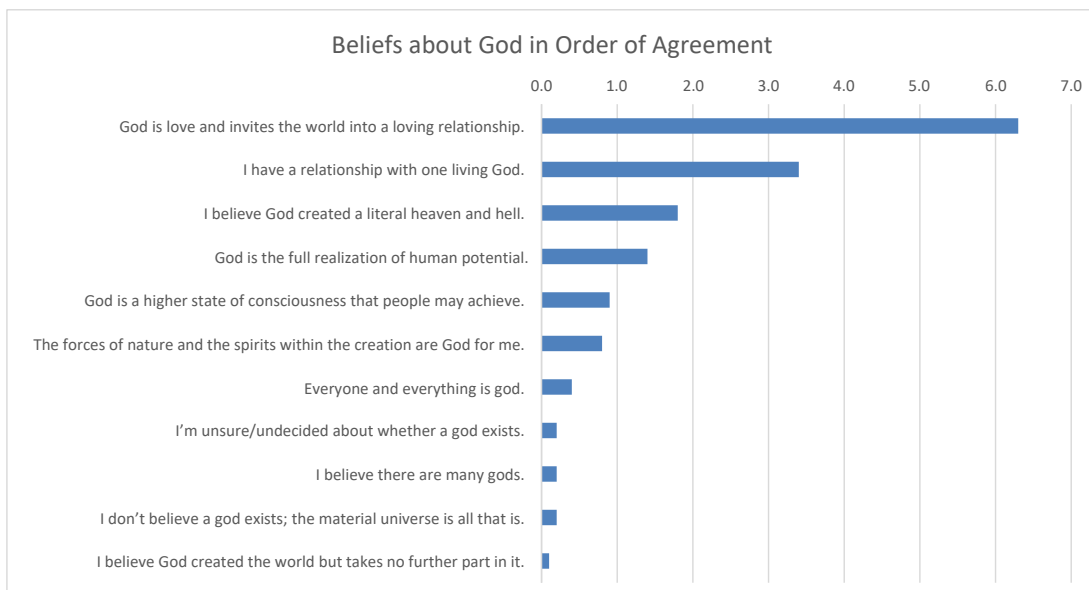 Beliefs about God in Order of Agreement
0.0 1.0 2.0 3.0 4.0 5.0 6.0 7.0
God is love and invites the world into a loving relationship.
I have a relationship with one living God.
I believe God created a literal heaven and hell.
God is the full realization of human potential.
God is a higher state of consciousness that people may achieve.
The forces of nature and the spirits within the creation are God for me.
Everyone and everything is god.
I’m unsure/undecided about whether a god exists.
I believe there are many gods.
I don’t believe a god exists; the material universe is all that is.
I believe God created the world but takes no further part in it.